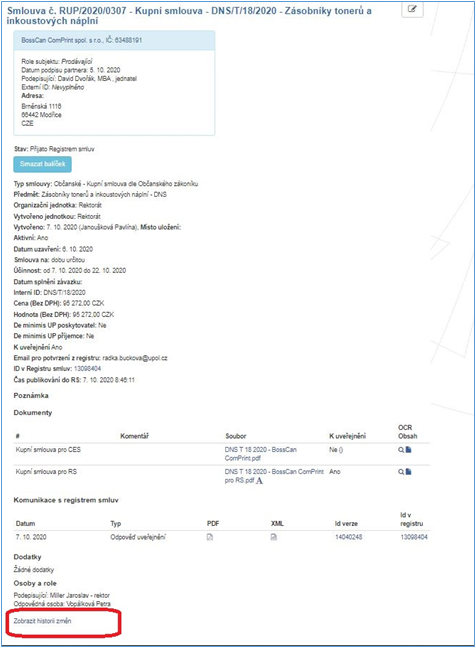 Smlouva č. RUP/2020/0307 - Kupní smlouva - DNS/T/18/2020 - Zásobníky tonerů a
inkoustových náplní
BossCan ComPrint spol. s r.o., IČ: 63488191
Role subjektu: Prodávající
Datum podpisu partnera: 5. 10. 2020
Podepisující: David Dvořák, MBA , jednatel
Externí ID: Nevyplněno
Adresa:
Brněnská 1116
66442 Modřice
CZE
Stav: Přijato Registrem smluv
Smazat balíček
Typ smlouvy: Občanské - Kupní smlouva dle Občanského zákoníku
Předmět: Zásobníky tonerů a inkoustových náplní - DNS
Organizační jednotka: Rektorát
Vytvořeno jednotkou: Rektorát
Vytvořeno: 7. 10. 2020 (Janoušková Pavlína), Místo uložení:
Aktivní: Ano
Datum uzavření: 6. 10. 2020
Smlouva na: dobu určitou
Účinnost: od 7. 10. 2020 do 22. 10. 2020
Datum splnění závazku:
Interní ID: DNS/T/18/2020
Cena (Bez DPH): 95 272,00 CZK
Hodnota (Bez DPH): 95 272,00 CZK
De minimis UP poskytovatel: Ne
De minimis UP příjemce: Ne
K uveřejnění Ano
Email pro potvrzení z registru: radka.buckova@upol.cz
ID v Registru smluv: 13098404
Čas publikování do RS: 7. 10. 2020 8:46:11
Poznámka
Dokumenty
# Komentář Soubor K uveřejnění OCR Obsah
Kupní smlouva pro CES DNS T 18 2020 - BossCan ComPrint.pdf Ne ()
Kupní smlouva pro RS DNS T 18 2020 - BossCan ComPrint pro RS.pdf Ano
Komunikace s registrem smluv
Datum Typ PDF XML Id verze Id v registru
7. 10. 2020 Odpověď uveřejnění 14040248 13098404
Dodatky
Žádné dodatky
Osoby a role
Podepisující: Miller Jaroslav - rektor
Odpovědná osoba: Vopálková Petra
Zobrazit historii změn